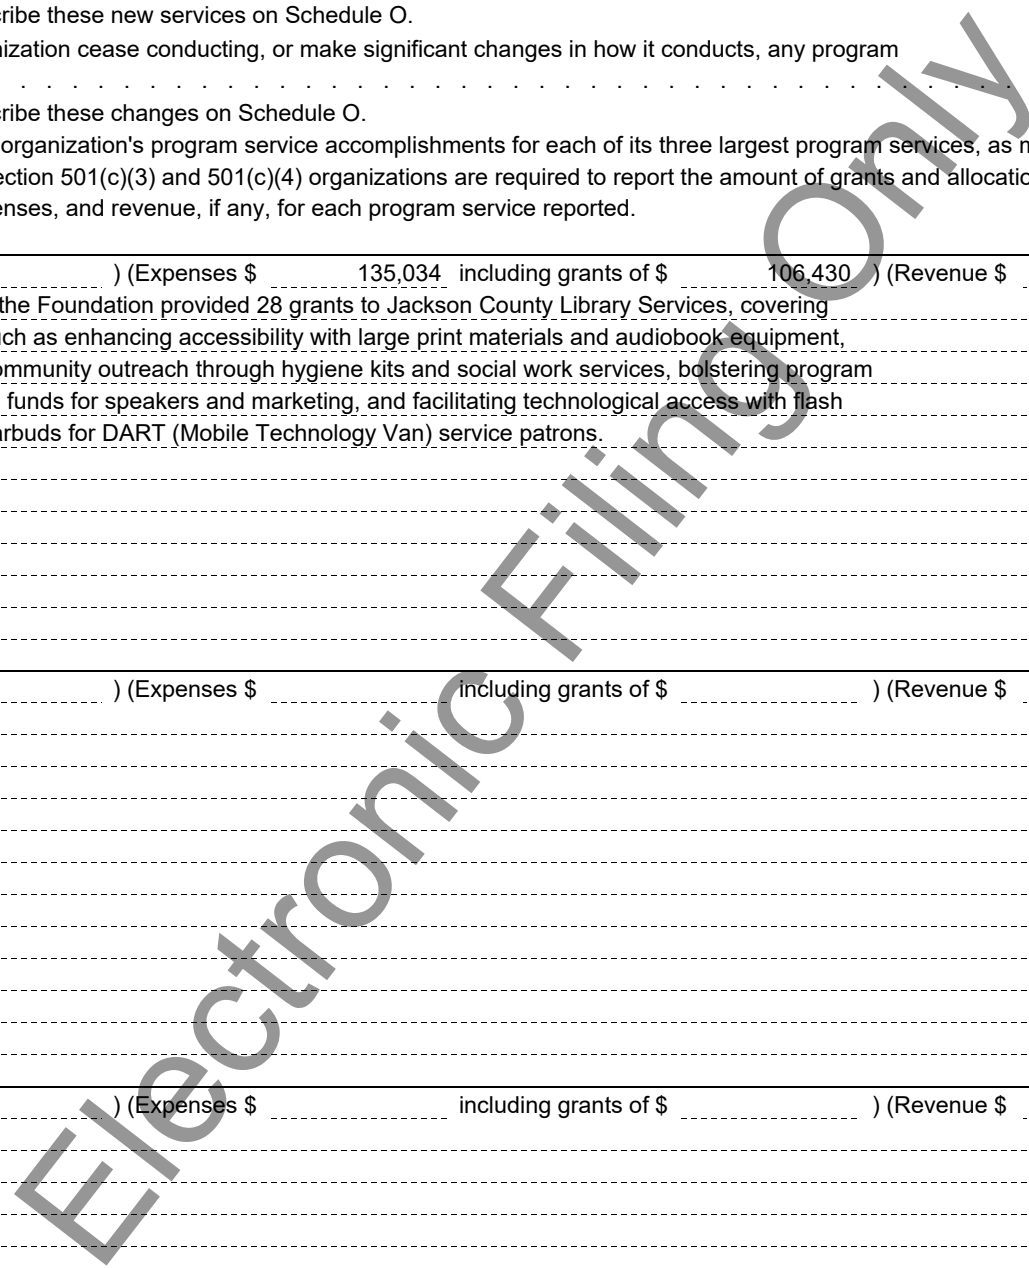 ribe these new services on Schedule O.
nization cease conducting, or make significant changes in how it conducts, any program
. . . . . . . . . . . . . . . . . . . . . . . . . . . . . . . . . . . . . . .
ribe these changes on Schedule O.
organization's program service accomplishments for each of its three largest program services, as m
ection 501(c)(3) and 501(c)(4) organizations are required to report the amount of grants and allocatio
enses, and revenue, if any, for each program service reported.
) (Expenses $ 135,034 including grants of $ 106,430 ) (Revenue $
the Foundation provided 28 grants to Jackson County Library Services, covering
ch as enhancing accessibility with large print materials and audiobook equipment,
ommunity outreach through hygiene kits and social work services, bolstering program
funds for speakers and marketing, and facilitating technological access with flash
arbuds for DART (Mobile Technology Van) service patrons.
) (Expenses $ including grants of $ ) (Revenue $
) (Expenses $ including grants of $ ) (Revenue $
Electronic Filing Only